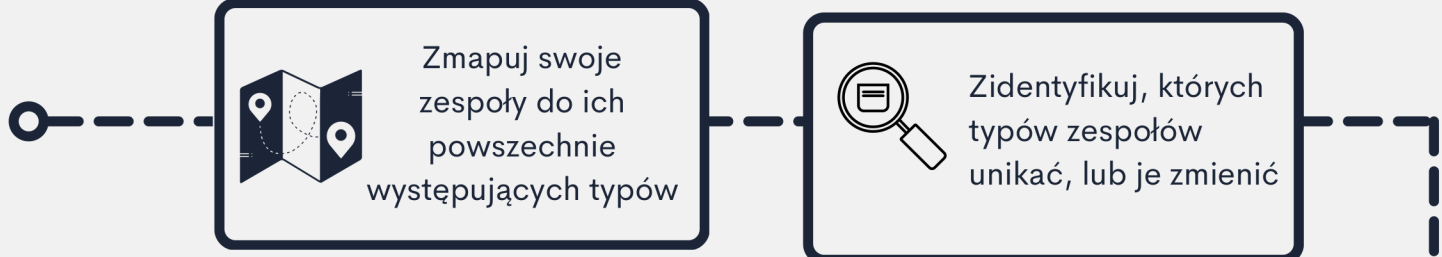 Zmapuj swoje
zespoły do ich
powszechnie
występujących typów
Zidentyfikuj, których
typów zespołów
unikać, lub je zmienić